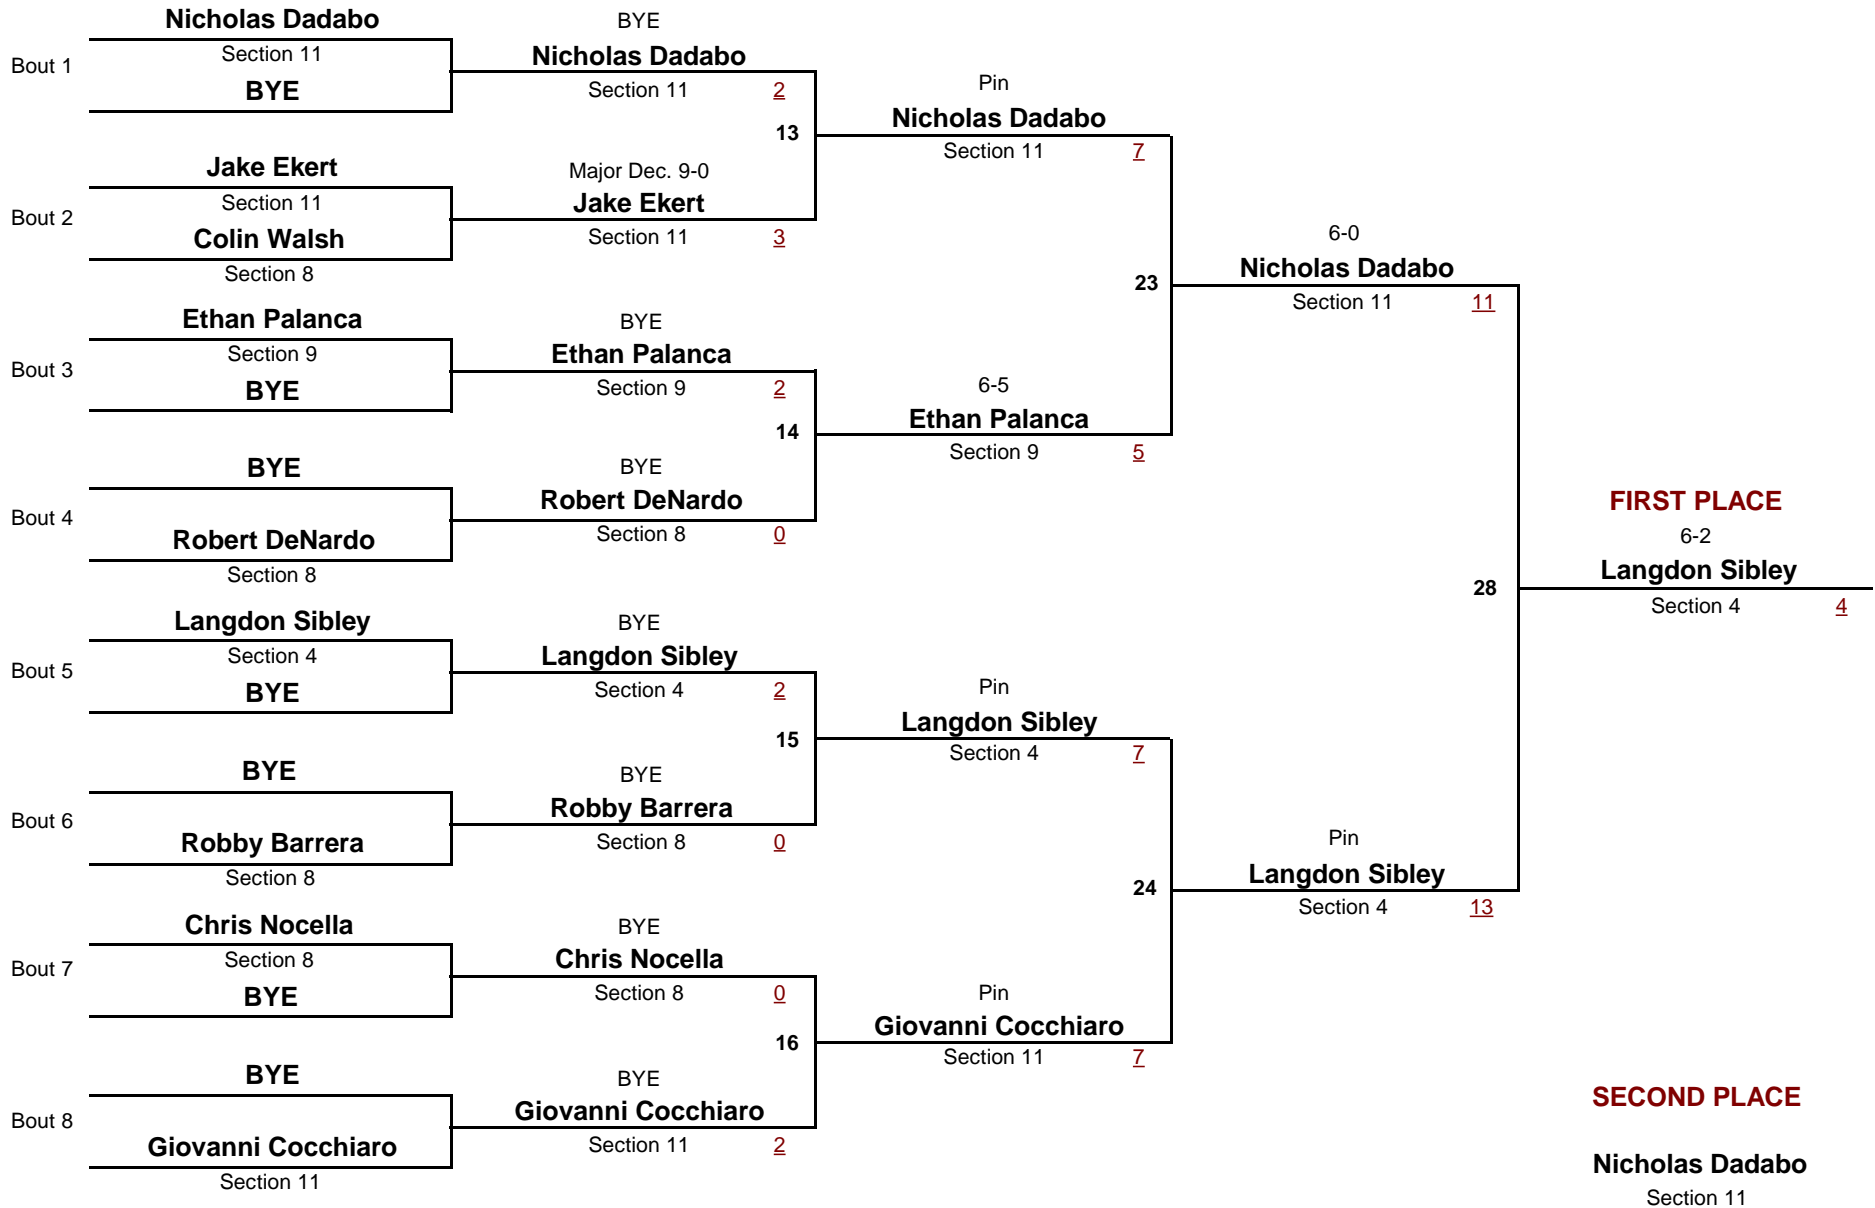 Bout 1
Nicholas Dadabo
Section 11
BYE
Bout 2
Jake Ekert
Section 11
Colin Walsh
Section 8
Bout 3
Ethan Palanca
Section 9
BYE
Bout 4
BYE
Robert DeNardo
Section 8
Bout 5
Langdon Sibley
Section 4
BYE
Bout 6
BYE
Robby Barrera
Section 8
Bout 7
Chris Nocella
Section 8
BYE
Bout 8
BYE
Giovanni Cocchiaro
Section 11
BYE
Nicholas Dadabo
Section 11 2
13
Major Dec. 9-0
Jake Ekert
Section 11 3
BYE
Ethan Palanca
Section 9 2
14
BYE
Robert DeNardo
Section 8 0
BYE
Langdon Sibley
Section 4 2
15
BYE
Robby Barrera
Section 8 0
BYE
Chris Nocella
Section 8 0
16
BYE
Giovanni Cocchiaro
Section 11 2
Pin
Nicholas Dadabo
Section 11 7
23
6-5
Ethan Palanca
Section 9 5
Pin
Langdon Sibley
Section 4 7
24
Pin
Giovanni Cocchiaro
Section 11 7
6-0
Nicholas Dadabo
Section 11 11
28
Pin
Langdon Sibley
Section 4 13
FIRST PLACE
6-2
Langdon Sibley
Section 4 4
SECOND PLACE
Nicholas Dadabo
Section 11